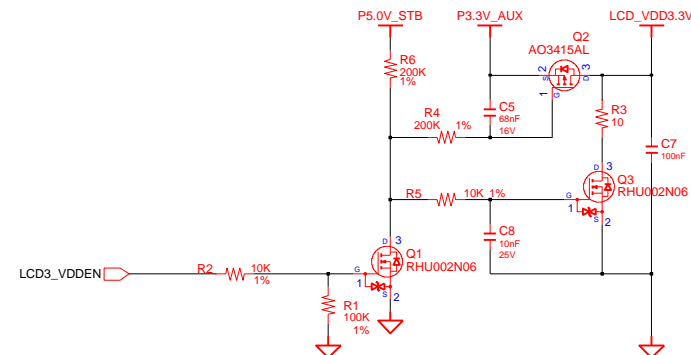 P5.0V_STB P3.3V_AUX LCD_VDD3.3V
Q2
AO3415AL
R6
200K
1%
2 3
S D
1 G
C5
68nF
16V
R3
10
R4
200K 1%
C7
100nF
D 3
Q3
RHU002N06
R5 10K 1%
G
1 S 2
C8
10nF
25V
D 3
Q1
RHU002N06
LCD3_VDDEN
R2 10K
1%
G
1 S
2
R1
100K
1%